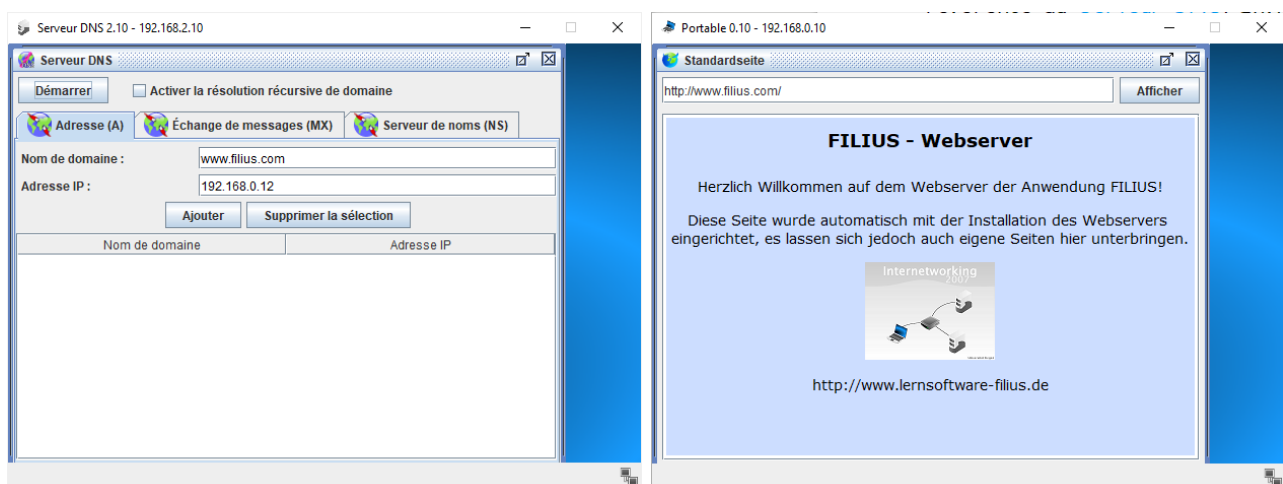 Serveur DNS 2.10 - 192.168.2.10
Serveur DNS
Démarrer
Activer la résolution récursive de domaine
Adresse (A)
Échange de messages (MX)
Serveur de noms (NS)
Nom de domaine :
www.filius.com
Adresse IP :
192.168.0.12
Ajouter
Supprimer la sélection
Nom de domaine
Adresse IP
Portable 0.10 - 192.168.0.10
Standardseite
http://www.filius.com/
Afficher
FILIUS - Webserver
Herzlich Willkommen auf dem Webserver der Anwendung FILIUS!
Diese Seite wurde automatisch mit der Installation des Webservers
eingerichtet, es lassen sich jedoch auch eigene Seiten hier unterbringen.
Internetworking
2007
http://www.lernsoftware-filius.de